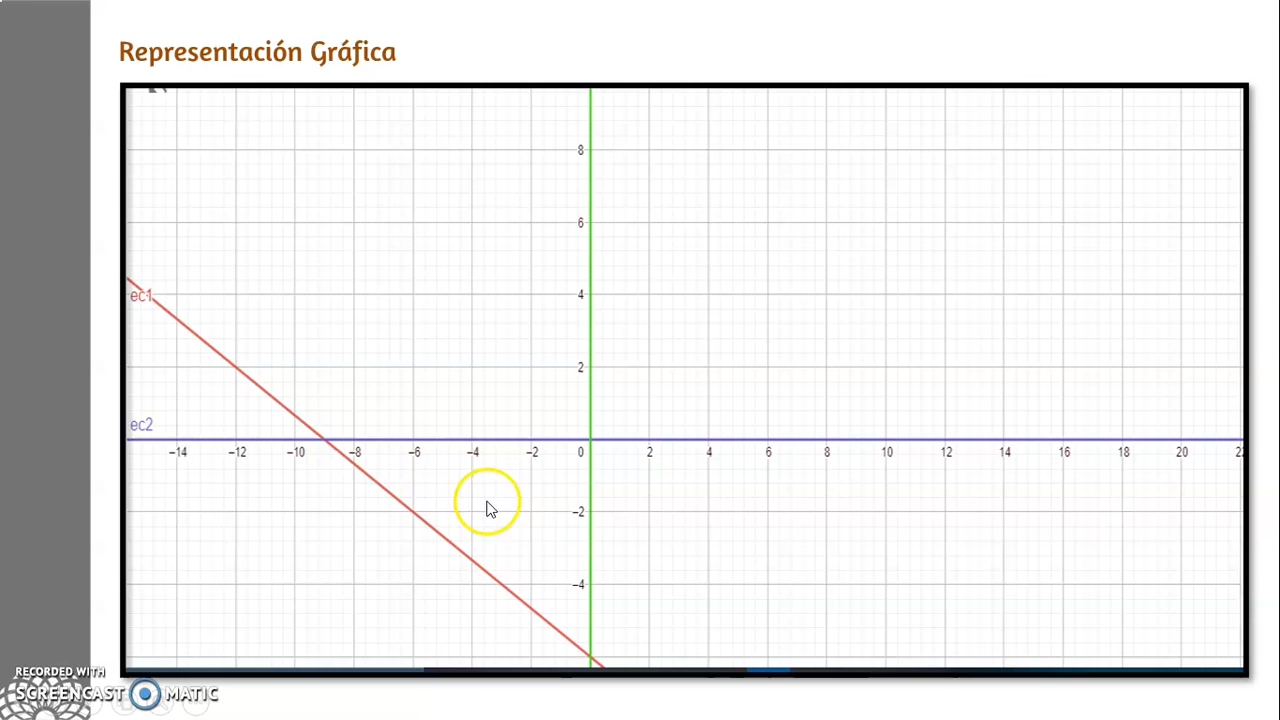 Representación Gráfica
8
6
4
ec1
2
ec2
−14 −12 −10 −8 −6 −4 −2 0 2 4 6 8 10 12 14 16 18 20
−2
−4
RECORDED WITH
SCREENCAST MATIC